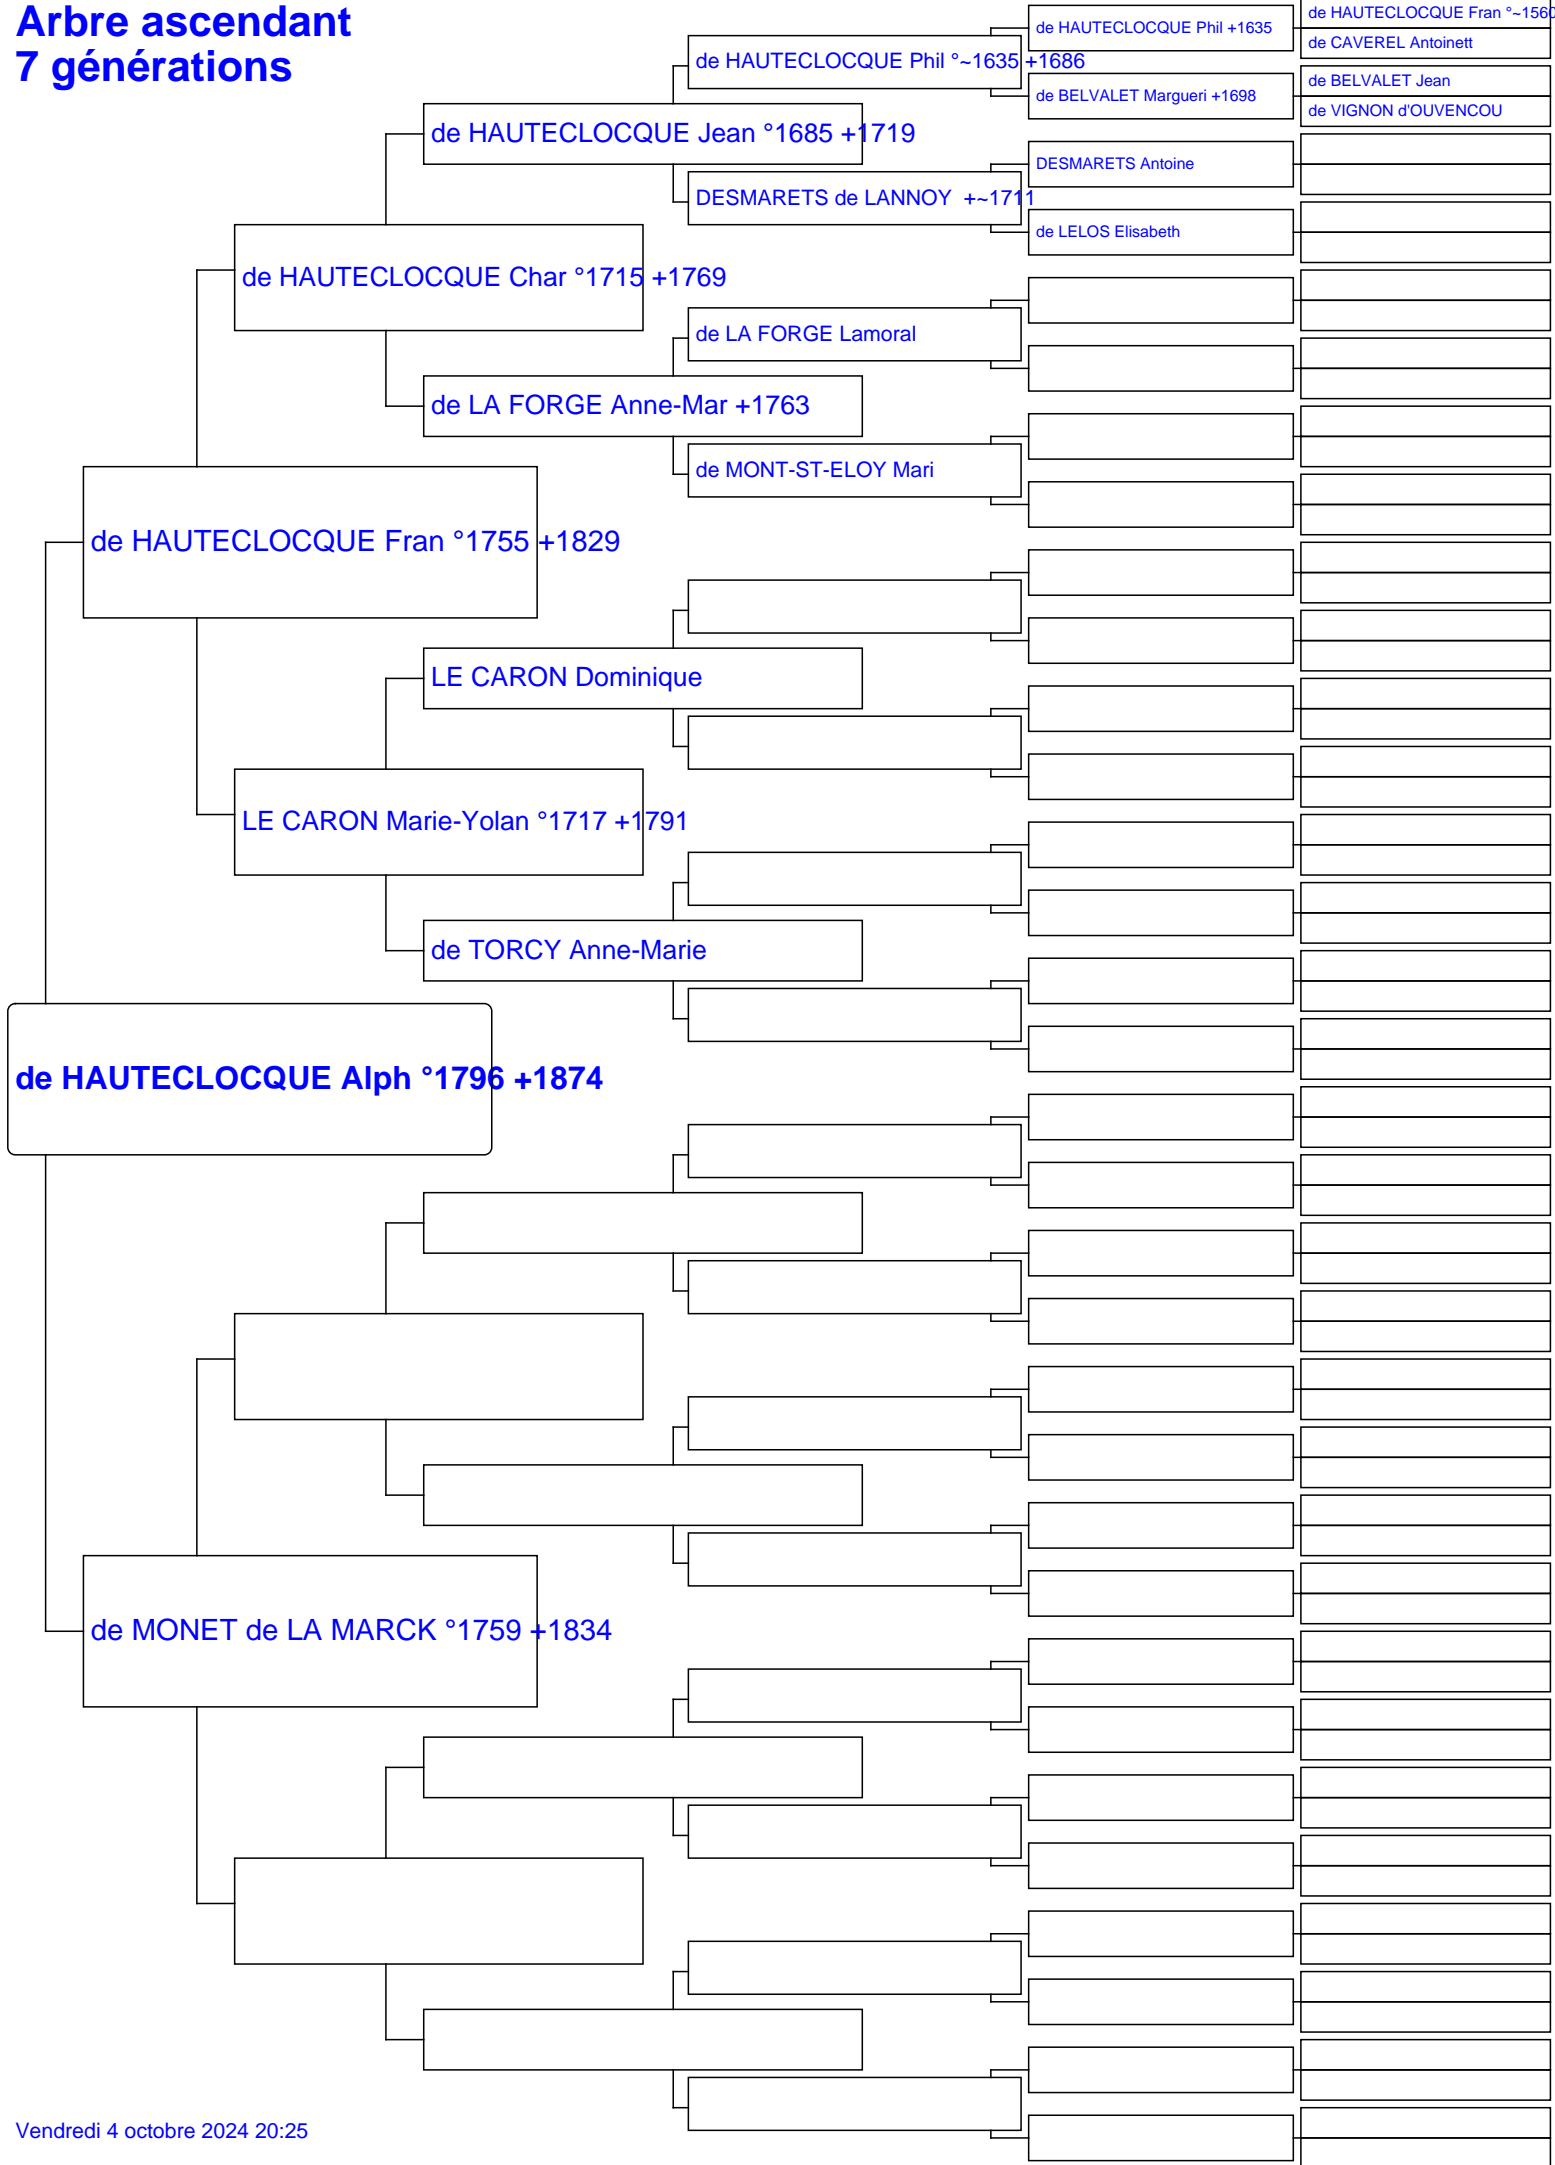 Arbre ascendant
7 générations
de HAUTECLOCQUE Fran °~1560
de HAUTECLOCQUE Phil +1635
de CAVEREL Antoinett
de HAUTECLOCQUE Phil °~1635 +1686
de BELVALET Jean
de BELVALET Margueri +1698
de VIGNON d'OUVENCOU
de HAUTECLOCQUE Jean °1685 +1719
DESMARETS Antoine
DESMARETS de LANNOY  +~1711
de LELOS Elisabeth
de HAUTECLOCQUE Char °1715 +1769
de LA FORGE Lamoral
de LA FORGE Anne-Mar +1763
de MONT-ST-ELOY Mari
de HAUTECLOCQUE Fran °1755 +1829
LE CARON Dominique
LE CARON Marie-Yolan °1717 +1791
de TORCY Anne-Marie
de HAUTECLOCQUE Alph °1796 +1874
de MONET de LA MARCK °1759 +1834
Vendredi 4 octobre 2024 20:25